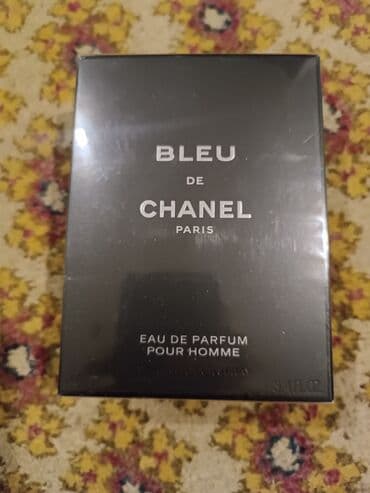 BLEU
DE
CHANEL
PARIS
EAU DE PARFUM
POUR HOMME